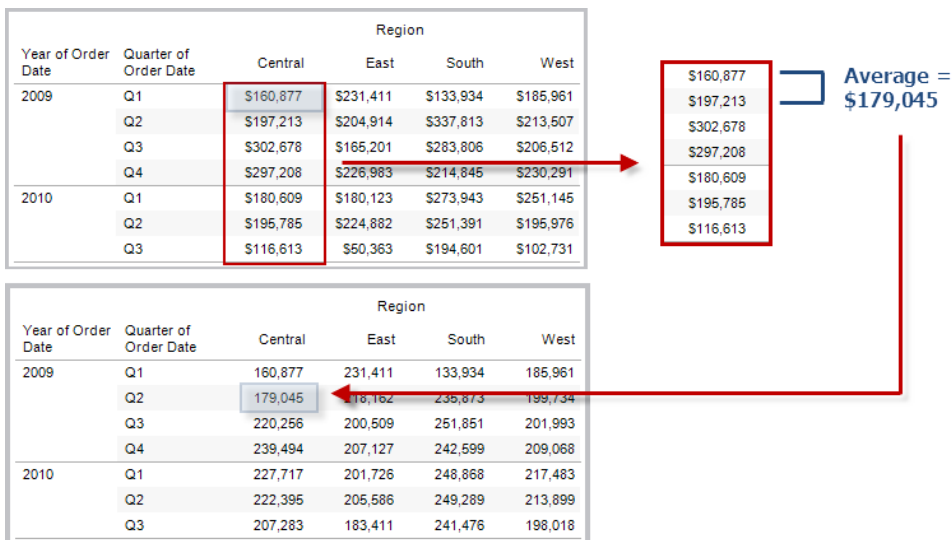 Region
Year of Order Date Quarter of Order Date Central East South West
2009 Q1 $160,877 $231,411 $133,934 $185,961
Q2 $197,213 $204,914 $337,813 $213,507
Q3 $302,678 $165,201 $283,806 $206,512
Q4 $297,208 $226,983 $214,845 $230,291
2010 Q1 $180,609 $180,123 $273,943 $251,145
Q2 $195,785 $224,882 $251,391 $195,976
Q3 $116,613 $50,363 $194,601 $102,731
$160,877
$197,213
$302,678
$297,208
$180,609
$195,785
$116,613
Average =
$179,045
Region
Year of Order Date Quarter of Order Date Central East South West
2009 Q1 160,877 231,411 133,934 185,961
Q2 179,045 218,162 235,873 199,734
Q3 220,256 200,509 251,851 201,993
Q4 239,494 207,127 242,599 209,068
2010 Q1 227,717 201,726 248,868 217,483
Q2 222,395 205,586 249,289 213,899
Q3 207,283 183,411 241,476 198,018